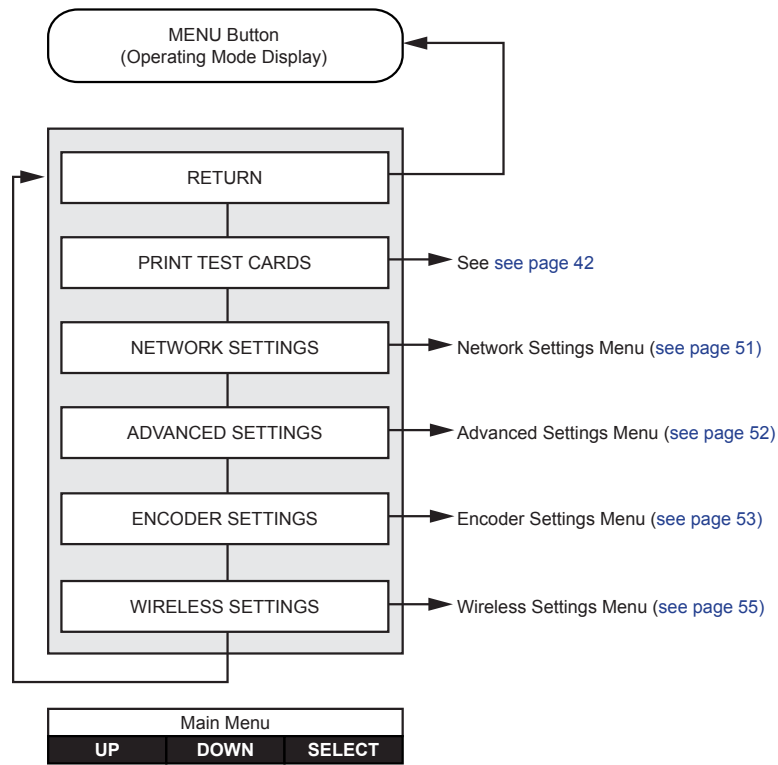 MENU Button
(Operating Mode Display)
RETURN
PRINT TEST CARDS
See see page 42
NETWORK SETTINGS
Network Settings Menu (see page 51)
ADVANCED SETTINGS
Advanced Settings Menu (see page 52)
ENCODER SETTINGS
Encoder Settings Menu (see page 53)
WIRELESS SETTINGS
Wireless Settings Menu (see page 55)
Main Menu
UP DOWN SELECT